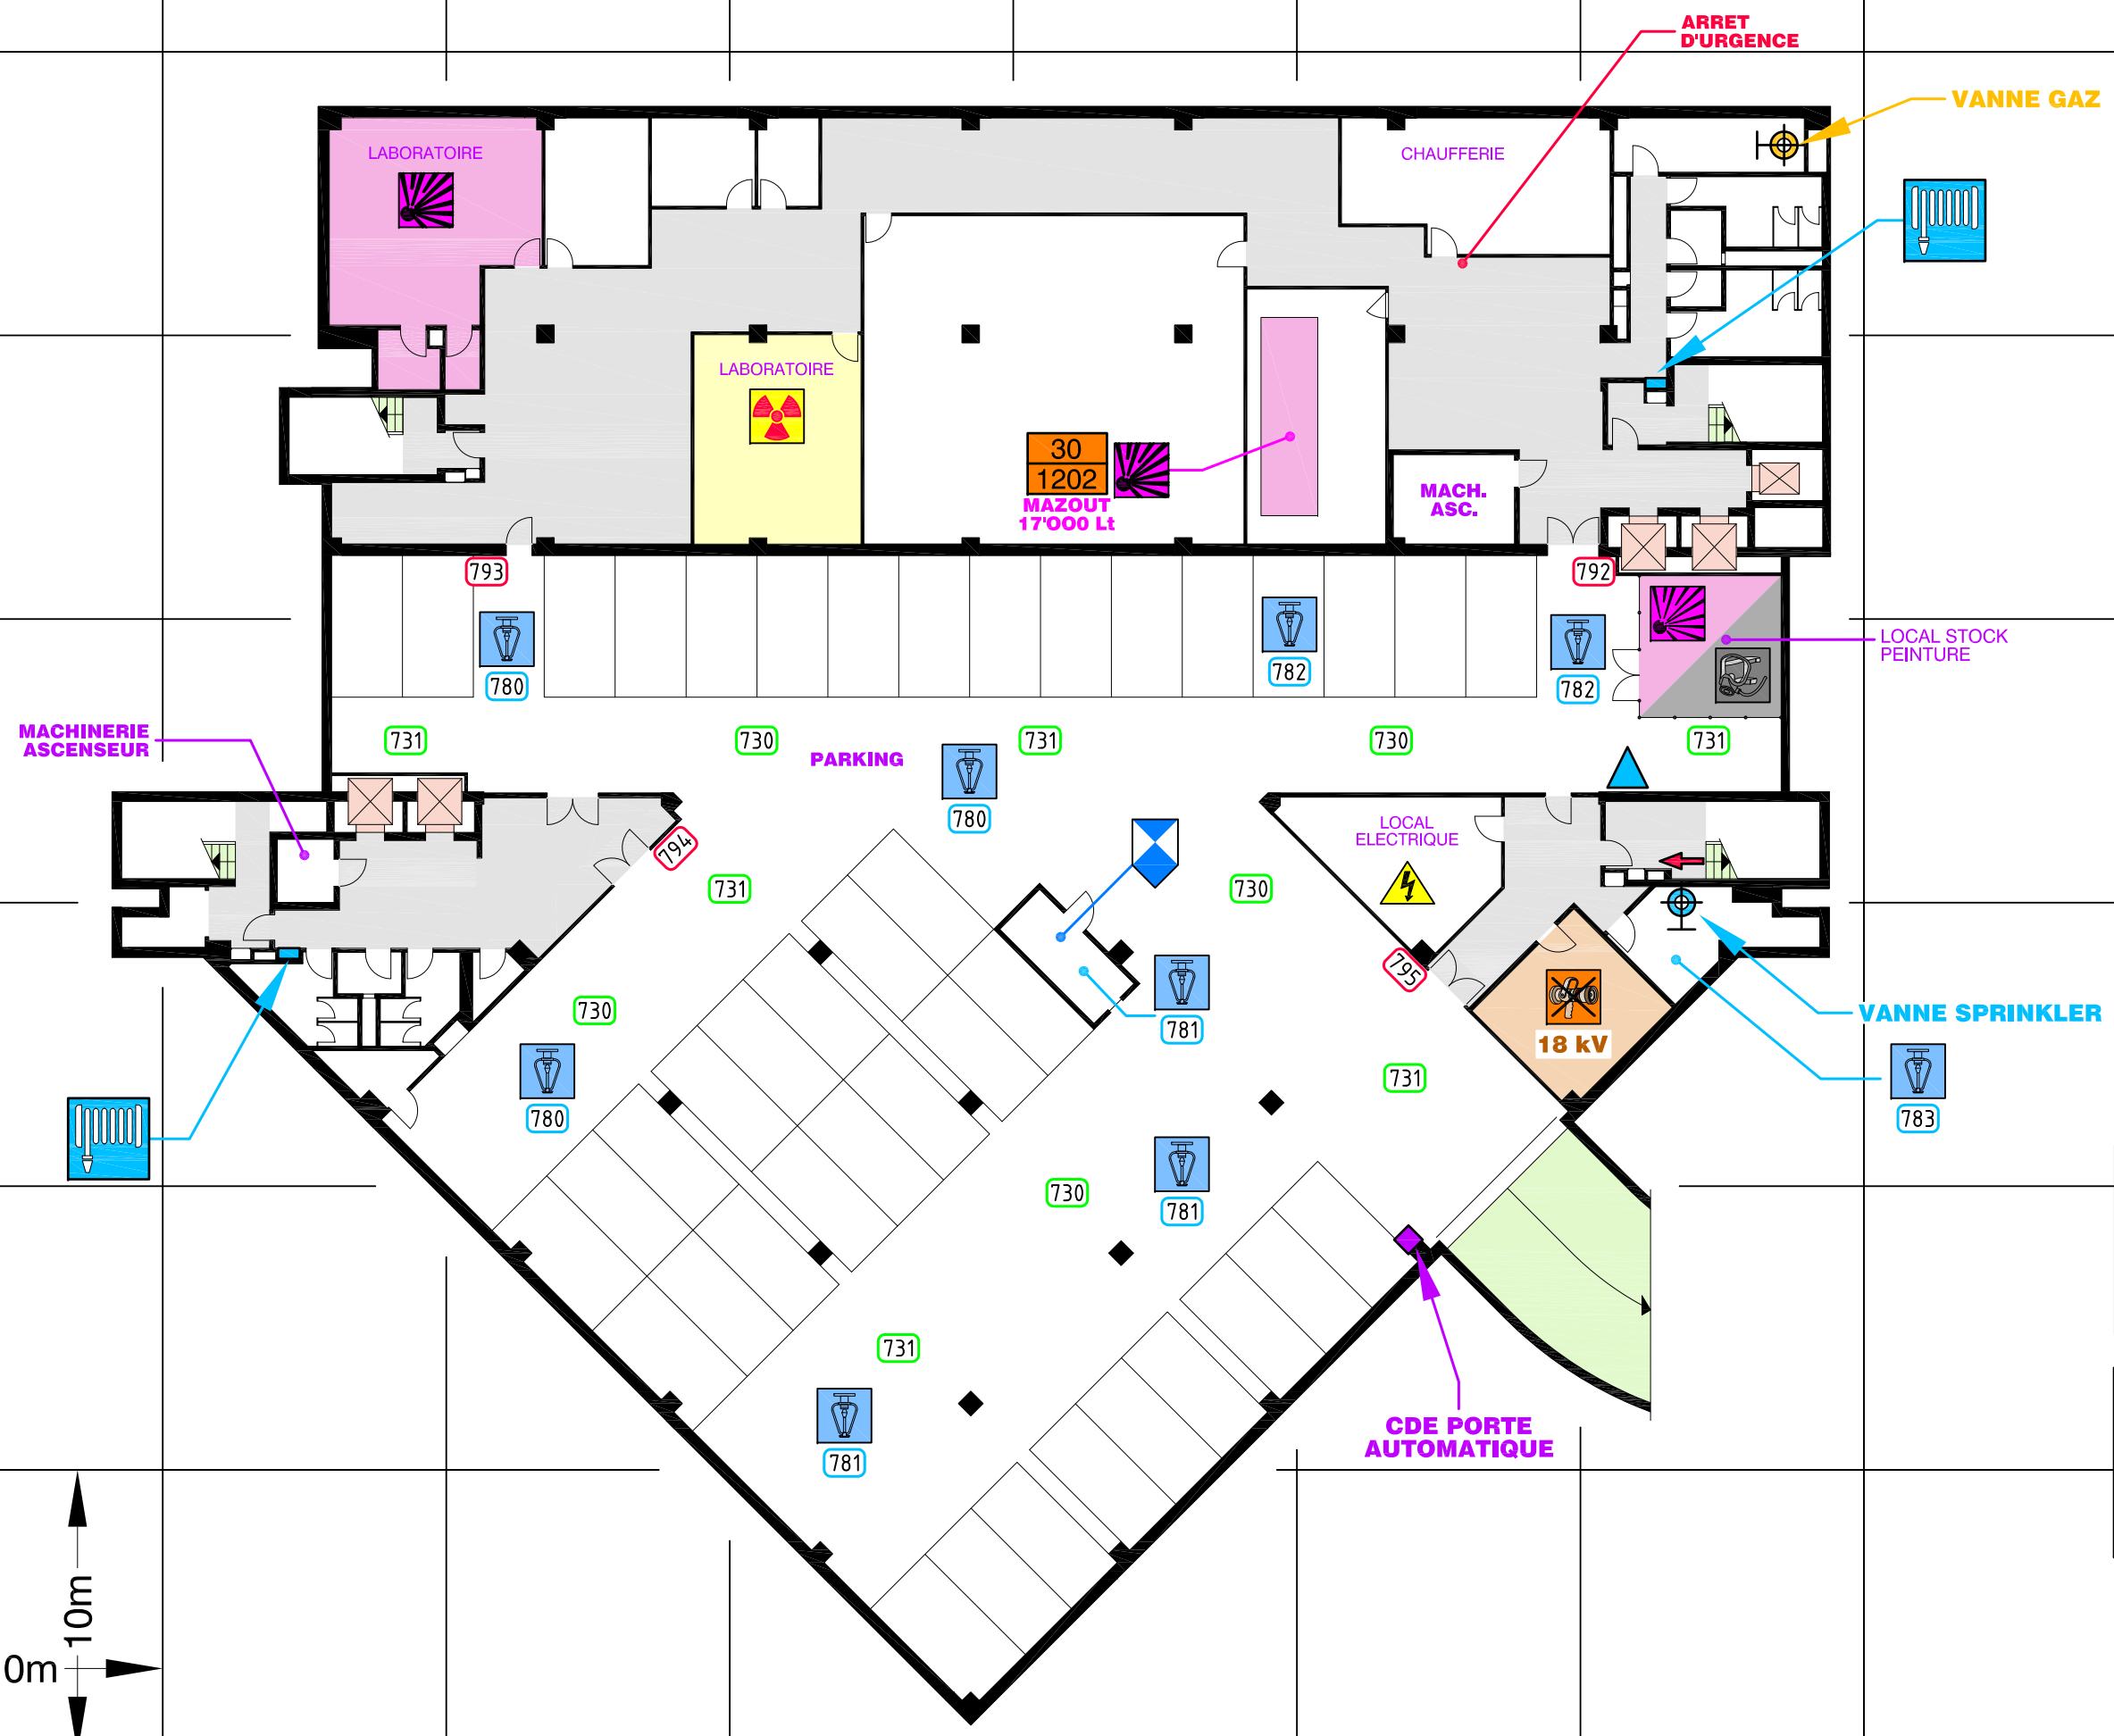 ARRET
D'URGENCE
VANNE GAZ
LABORATOIRE
CHAUFFERIE
LABORATOIRE
30
1202
MAZOUT
17'000 Lt
MACH.
ASC.
793
792
780
782
782
LOCAL STOCK
PEINTURE
MACHINERIE
ASCENSEUR
731
730
731
730
731
PARKING
780
794
731
730
LOCAL
ELECTRIQUE
795
730
781
VANNE SPRINKLER
18 kV
780
731
783
730
781
731
781
CDE PORTE
AUTOMATIQUE
10m
0m